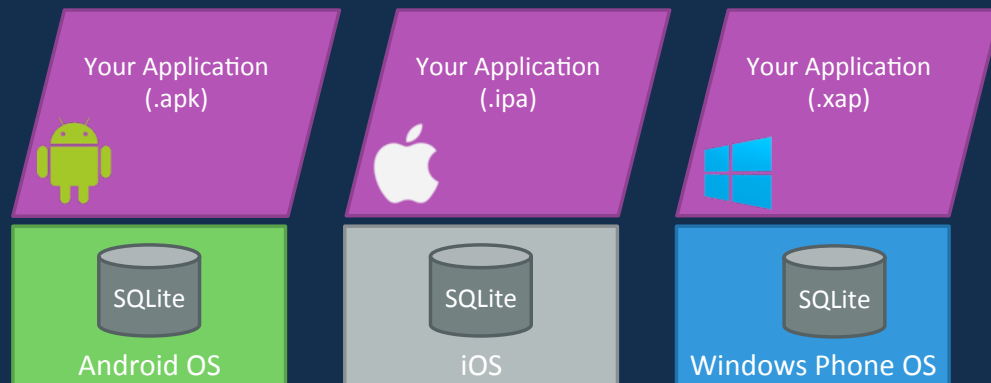 Your Application
(.apk)
Your Application
(.ipa)
Your Application
(.xap)
SQLite
SQLite
SQLite
Android OS
iOS
Windows Phone OS